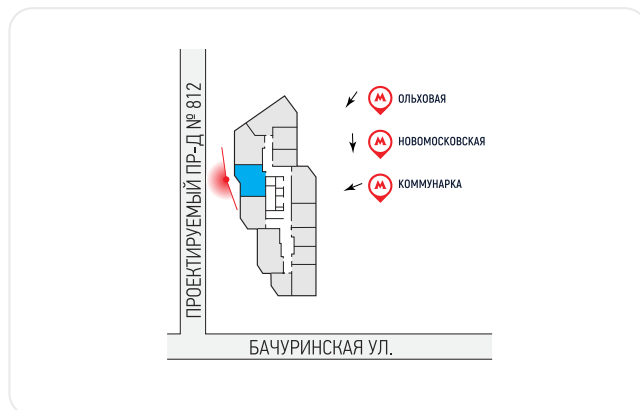 ПРОЕКТИРУЕМЫЙ ПР-Д № 812
М ОЛЬХОВАЯ
М НОВОМОСКОВСКАЯ
М КОММУНАРКА
БАЧУРИНСКАЯ УЛ.